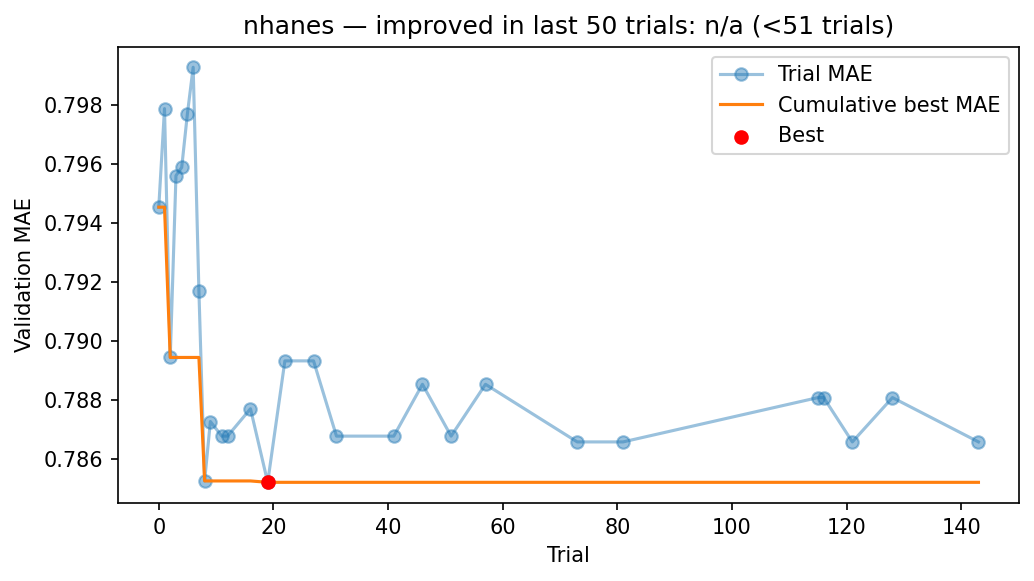 nhanes — improved in last 50 trials: n/a (<51 trials)
Trial MAE
Cumulative best MAE
Best
Validation MAE
0.798
0.796
0.794
0.792
0.790
0.788
0.786
0 20 40 60 80 100 120 140
Trial